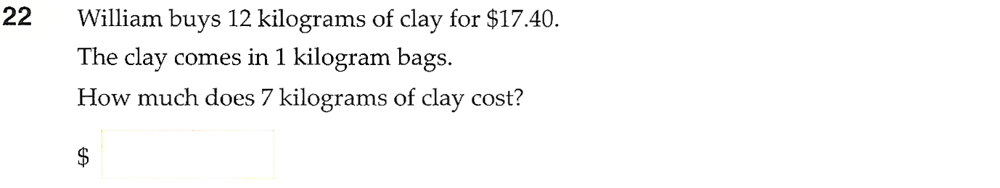 22 William buys 12 kilograms of clay for $17.40.
The clay comes in 1 kilogram bags.
How much does 7 kilograms of clay cost?
$